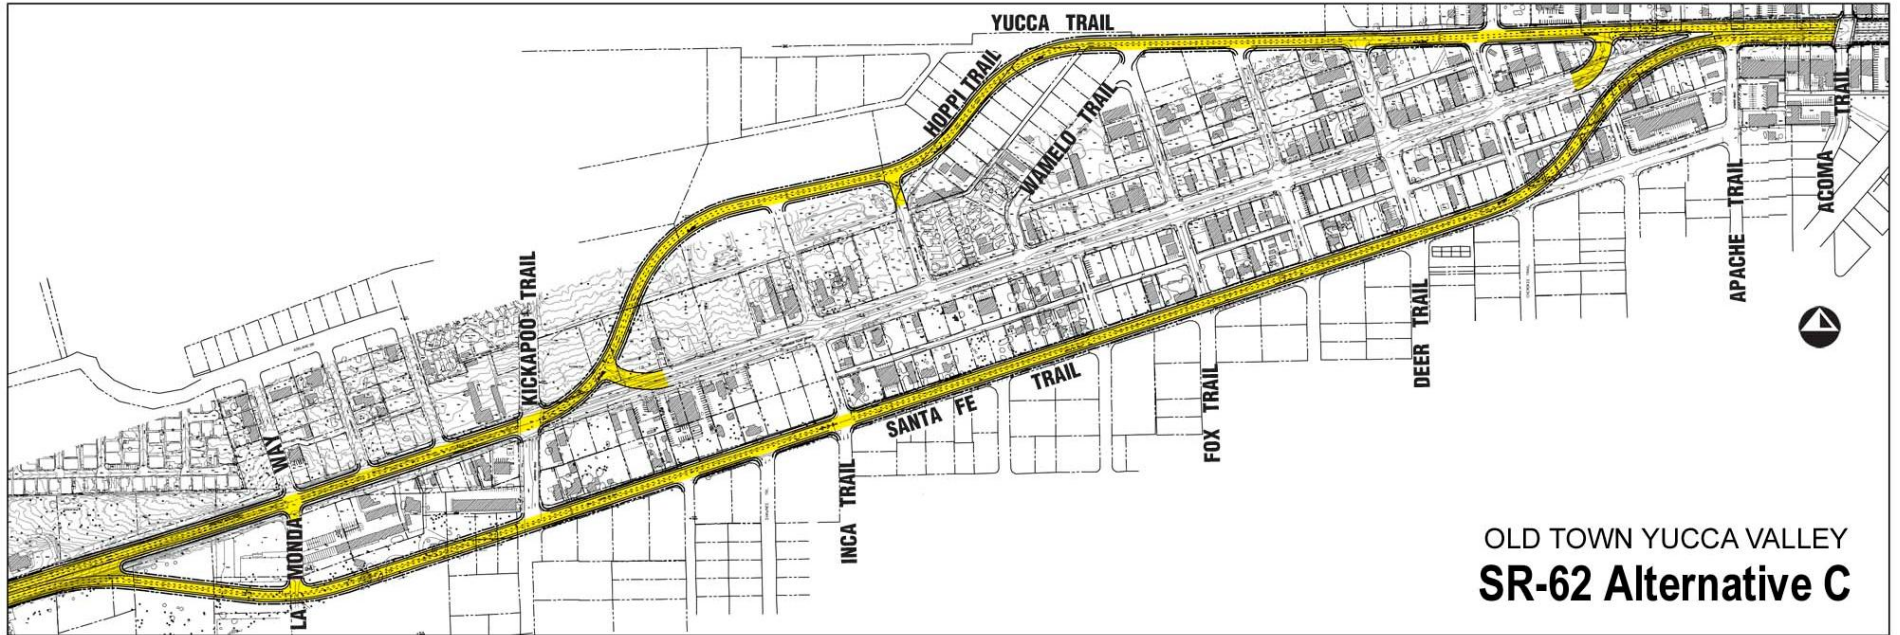 YUCCA TRAIL
HOPPI TRAIL
WAMELO TRAIL
ACOMA TRAIL
APACHE TRAIL
KICKAPOO TRAIL
DEER TRAIL
SANTA FE TRAIL
FOX TRAIL
INCA TRAIL
LA MONDA WAY
OLD TOWN YUCCA VALLEY
SR-62 Alternative C